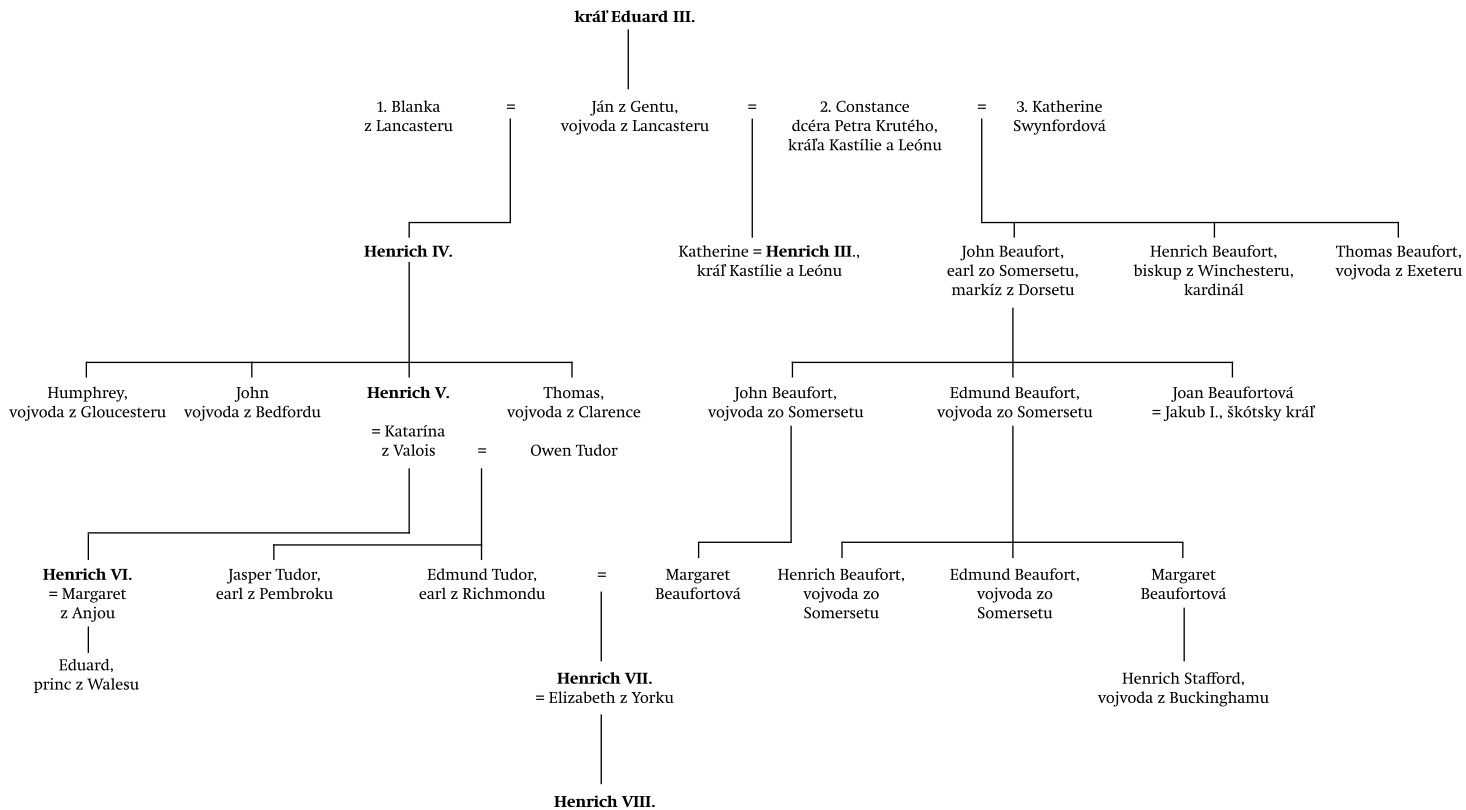 kráľ Eduard III.
1. Blanka
z Lancasteru
=
Ján z Gentu,
vojvoda z Lancasteru
=
2. Constance
dcéra Petra Krutého,
kráľa Kastílie a Leónu
=
3. Katherine
Swynfordová
Henrich IV.
Katherine = Henrich III.,
kráľ Kastílie a Leónu
John Beaufort,
earl zo Somersetu,
markíz z Dorsetu
Henrich Beaufort,
biskup z Winchesteru,
kardinál
Thomas Beaufort,
vojvoda z Exeteru
Humphrey,
vojvoda z Gloucesteru
John
vojvoda z Bedfordu
Henrich V.
= Katarína
z Valois
=
Owen Tudor
Thomas,
vojvoda z Clarence
John Beaufort,
vojvoda zo Somersetu
Edmund Beaufort,
vojvoda zo Somersetu
Joan Beaufortová
= Jakub I., škótsky kráľ
Henrich VI.
= Margaret
z Anjou
Jasper Tudor,
earl z Pembroku
Edmund Tudor,
earl z Richmondu
=
Margaret
Beaufortová
Henrich Beaufort,
vojvoda zo
Somersetu
Edmund Beaufort,
vojvoda zo
Somersetu
Margaret
Beaufortová
Eduard,
princ z Walesu
Henrich VII.
= Elizabeth z Yorku
Henrich Stafford,
vojvoda z Buckinghamu
Henrich VIII.